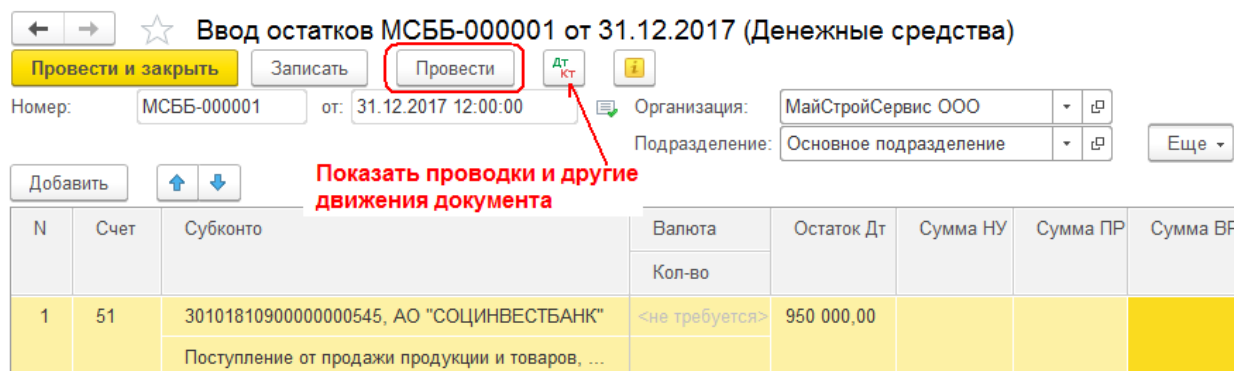 Ввод остатков МСББ-000001 от 31.12.2017 (Денежные средства)
Провести и закрыть Записать Провести Дт Кт i
Номер: МСББ-000001 от: 31.12.2017 12:00:00 Организация: МайСтройСервис ООО
Подразделение: Основное подразделение Еще
Добавить
Показать проводки и другие
движения документа
N Счет Субконто Валюта Остаток Дт Сумма НУ Сумма ПР Сумма ВР
Кол-во
1 51 30101810900000000545, АО "СОЦИНВЕСТБАНК" <не требуется> 950 000,00
Поступление от продажи продукции и товаров, ...